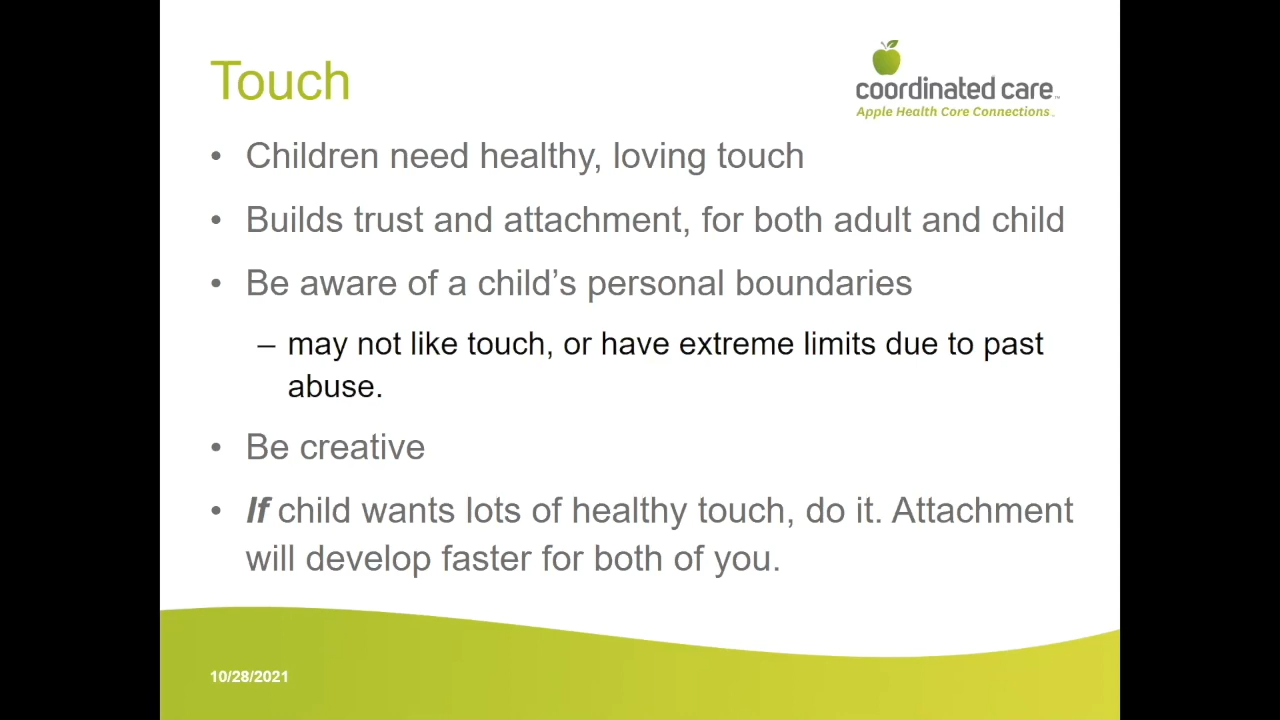 Touch
coordinated care™
Apple Health Core Connections™
• Children need healthy, loving touch
• Builds trust and attachment, for both adult and child
• Be aware of a child's personal boundaries
– may not like touch, or have extreme limits due to past
abuse.
• Be creative
• If child wants lots of healthy touch, do it. Attachment
will develop faster for both of you.
10/28/2021